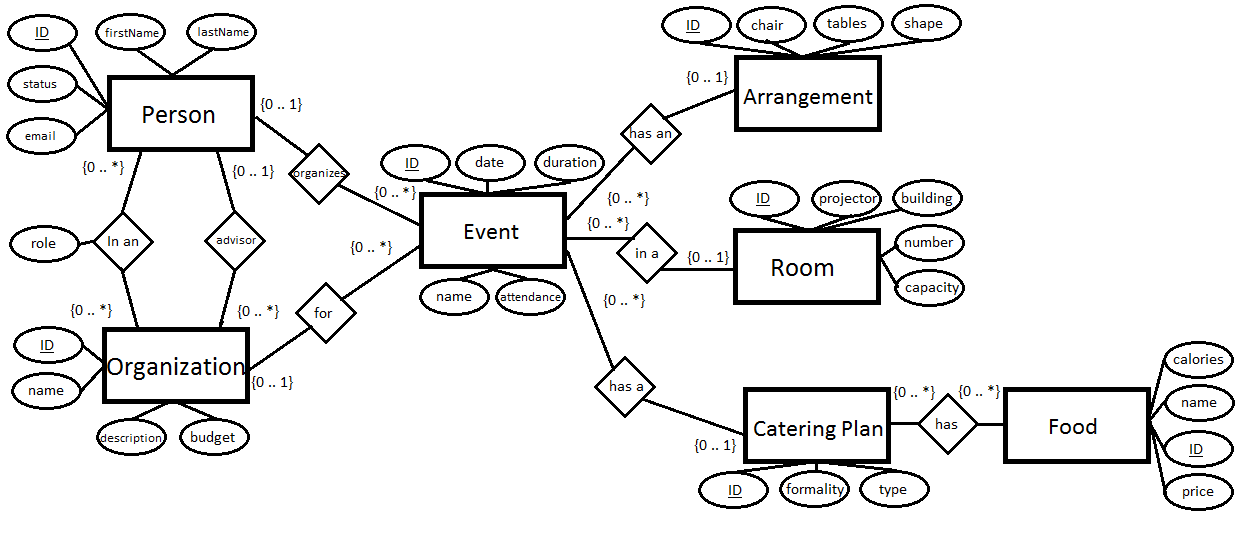 ID
firstName
lastName
status
email
Person
{0 .. 1}
{0 .. *}
{0 .. 1}
organizes
{0 .. *}
role
In an
advisor
{0 .. *}
{0 .. *}
ID
name
Organization
{0 .. 1}
description
budget
for
{0 .. *}
ID
date
duration
Event
name
attendance
{0 .. *}
has an
{0 .. 1}
ID
chair
tables
shape
Arrangement
{0 .. *}
in a
{0 .. 1}
ID
projector
building
Room
number
capacity
{0 .. *}
has a
{0 .. 1}
Catering Plan
ID
formality
type
{0 .. *}
has
{0 .. *}
Food
calories
name
ID
price